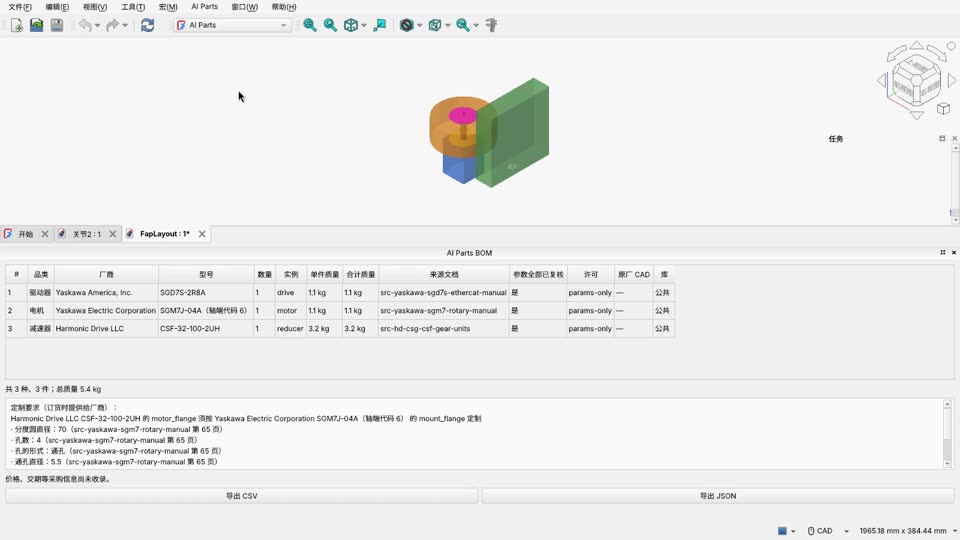 文件(F) 编辑(E) 视图(V) 工具(T) 宏(M) AI Parts 窗口(W) 帮助(H)
AI Parts
任务
开始 关节2 : 1 FapLayout : 1*
AI Parts BOM
# 品类 厂商 型号 数量 实例 单件质量 合计质量 来源文档 参数全部已复核 许可 原厂 CAD 库
1 驱动器 Yaskawa America, Inc. SGD7S-2R8A 1 drive 1.1 kg 1.1 kg src-yaskawa-sgd7s-ethercat-manual 是 params-only — 公共
2 电机 Yaskawa Electric Corporation SGM7J-04A（轴端代码 6） 1 motor 1.1 kg 1.1 kg src-yaskawa-sgm7-rotary-manual 是 params-only — 公共
3 减速器 Harmonic Drive LLC CSF-32-100-2UH 1 reducer 3.2 kg 3.2 kg src-hd-csg-csf-gear-units 是 params-only — 公共
共 3 种、3 件；总质量 5.4 kg
定制要求（订货时提供给厂商）：
Harmonic Drive LLC CSF-32-100-2UH 的 motor_flange 须按 Yaskawa Electric Corporation SGM7J-04A（轴端代码 6） 的 mount_flange 定制
· 分度圆直径：70（src-yaskawa-sgm7-rotary-manual 第 65 页）
· 孔数：4（src-yaskawa-sgm7-rotary-manual 第 65 页）
· 孔的形式：通孔（src-yaskawa-sgm7-rotary-manual 第 65 页）
· 通孔直径：5.5（src-yaskawa-sgm7-rotary-manual 第 65 页）
价格、交期等采购信息尚未收录。
导出 CSV 导出 JSON
CAD 1965.18 mm x 384.44 mm